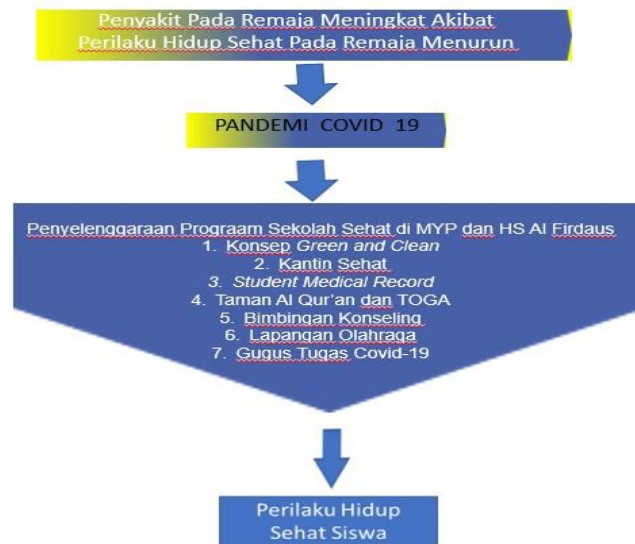 Penyakit Pada Remaja Meningkat Akibat
Perilaku Hidup Sehat Pada Remaja Menurun
PANDEMI COVID 19
Penyelenggaraan Prograam Sekolah Sehat di MYP dan HS Al Firdaus
1. Konsep Green and Clean
2. Kantin Sehat
3. Student Medical Record
4. Taman Al Qur'an dan TOGA
5. Bimbingan Konseling
6. Lapangan Olahraga
7. Gugus Tugas Covid-19
Perilaku Hidup
Sehat Siswa